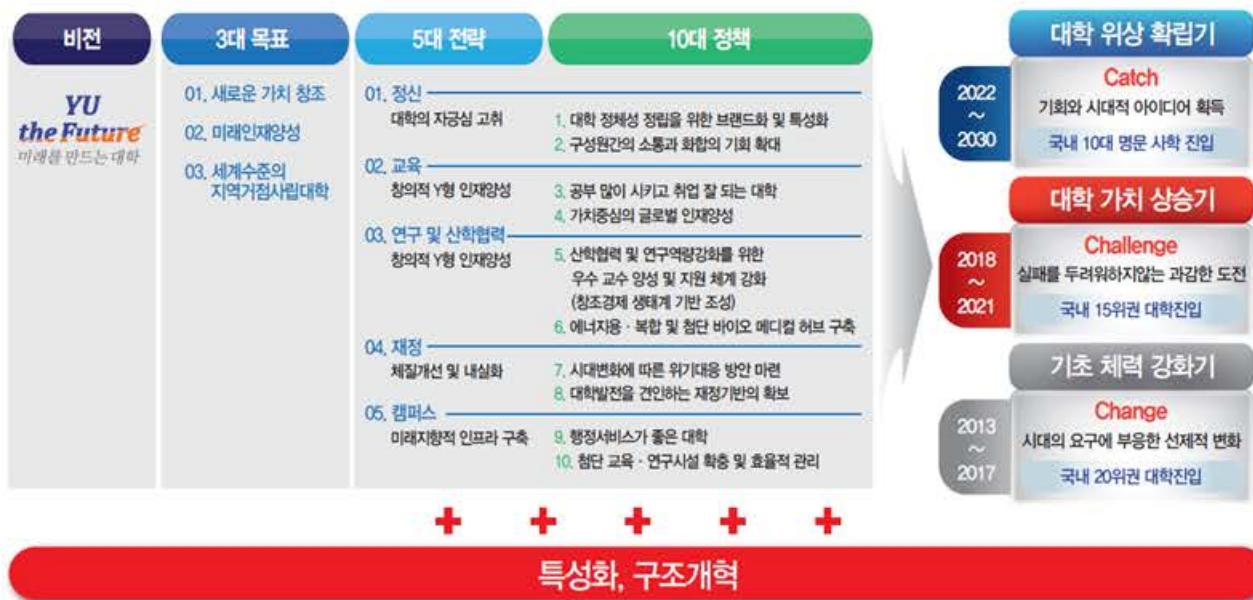 비전
YU
the Future
미래를 만드는 대학
3대 목표
01. 새로운 가치 창조
02. 미래인재양성
03. 세계수준의
지역거점사립대학
5대 전략
10대 정책
01. 정신
대학의 자긍심 고취
1. 대학 정체성 정립을 위한 브랜드화 및 특성화
2. 구성원간의 소통과 화합의 기회 확대
02. 교육
창의적 Y형 인재양성
3. 공부 많이 시키고 취업 잘 되는 대학
4. 가치중심의 글로벌 인재양성
03. 연구 및 산학협력
창의적 Y형 인재양성
5. 산학협력 및 연구역량강화를 위한
우수 교수 양성 및 지원 체계 강화
(창조경제 생태계 기반 조성)
6. 에너지융 · 복합 및 첨단 바이오 메디컬 허브 구축
04. 재정
체질개선 및 내실화
7. 시대변화에 따른 위기대응 방안 마련
8. 대학발전을 견인하는 재정기반의 확보
05. 캠퍼스
미래지향적 인프라 구축
9. 행정서비스가 좋은 대학
10. 첨단 교육 · 연구시설 확충 및 효율적 관리
대학 위상 확립기
2022
~
2030
Catch
기회와 시대적 아이디어 획득
국내 10대 명문 사학 진입
대학 가치 상승기
2018
~
2021
Challenge
실패를 두려워하지않는 과감한 도전
국내 15위권 대학진입
기초 체력 강화기
2013
~
2017
Change
시대의 요구에 부응한 선제적 변화
국내 20위권 대학진입
특성화, 구조개혁